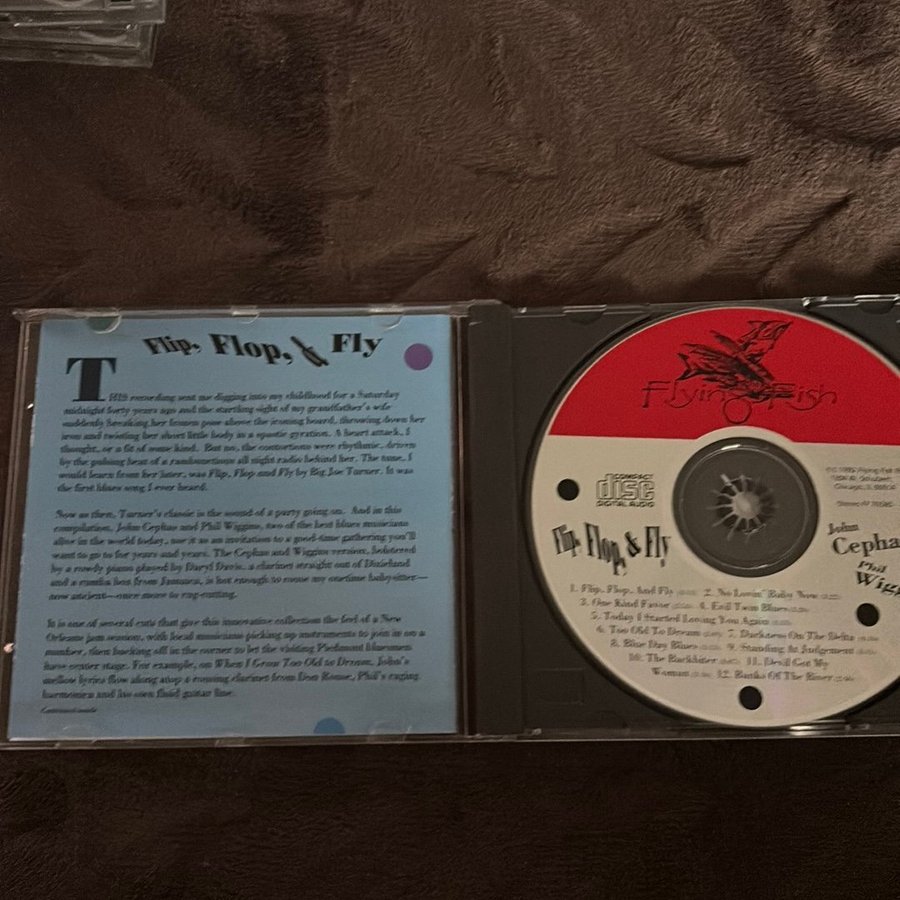 Flip, Flop, & Fly
THIS recording sent me digging into my childhood for a Saturday
midnight forty years ago and the startling sight of my grandfather's wife
suddenly breaking her frozen pose above the ironing board, throwing down her
iron and twisting her short little body in a spastic gyration. A heart attack, I
thought, or a fit of some kind. But no, the contortions were rhythmic, driven
by the pulsing beat of a rambunctious all night radio behind her. The tune, I
would learn from her later, was Flip, Flop and Fly by Big Joe Turner. It was
the first blues song I ever heard.
Now as then, Turner's classic is the sound of a party going on. And in this
compilation, John Cephas and Phil Wiggins, two of the best blues musicians
alive in the world today, use it as an invitation to a good-time gathering you'll
want to go to for years and years. The Cephas and Wiggins version, bolstered
by a rowdy piano played by Daryl Davis, a clarinet straight out of Dixieland
and a rumba box from Jamaica, is hot enough to move my onetime babysitter—
now ancient—once more to rug-cutting.
It is one of several cuts that give this innovative collection the feel of a New
Orleans jam session, with local musicians picking up instruments to join in on a
number, then backing off in the corner to let the visiting Piedmont bluesmen
have center stage. For example, on When I Grow Too Old to Dream, John's
mellow lyrics flow along atop a running clarinet from Don Rouse, Phil's raging
harmonica and his own fluid guitar line.
Continued inside
Flying Fish
COMPACT
disc
DIGITAL AUDIO
Flying Fish
Chicago, IL
Flip, Flop, & Fly
John
Cepha
Phil
Wigg
1. Flip, Flop, And Fly 2. No Lovin' Baby Now
3. One Kind Favor 4. Evil Twin Blues
5. Today I Started Loving You Again
6. Too Old To Dream 7. Darkness On The Delta
8. Blue Day Blues 9. Standing At Judgement
10. The Backbiter 11. Devil Got My
Woman 12. Banks Of The River